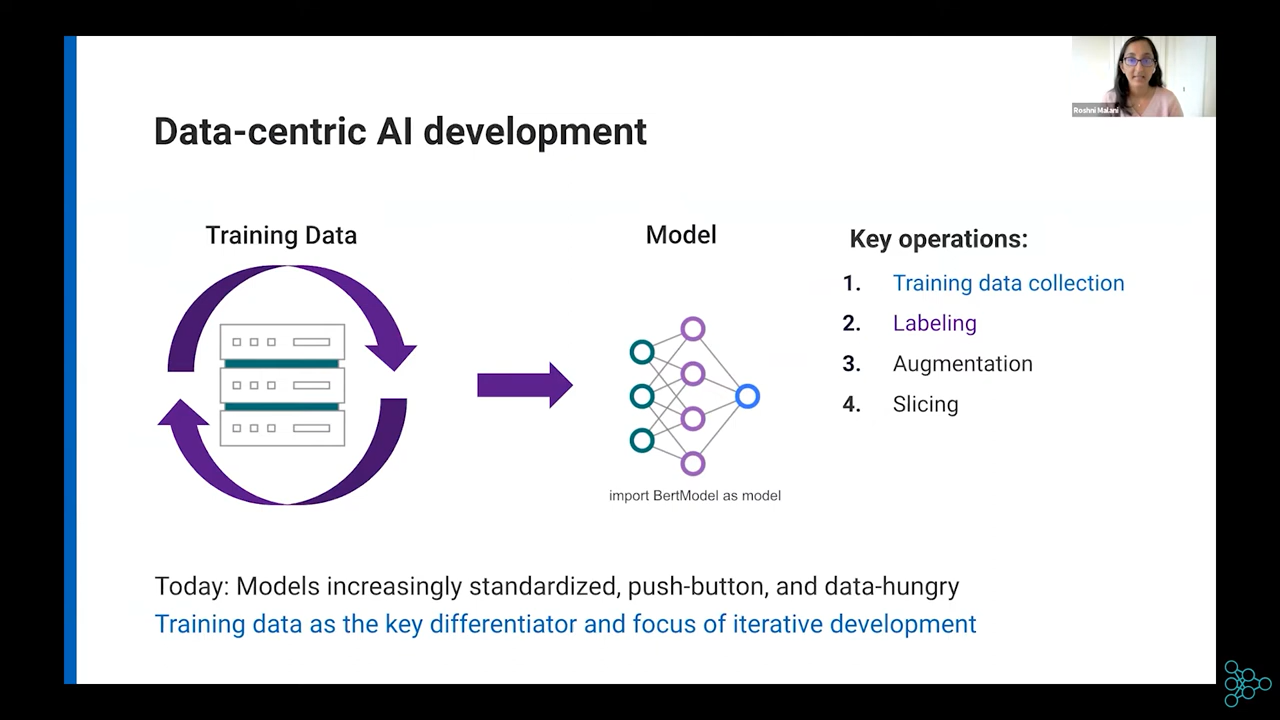 Roshni Malani
Data-centric AI development
Training Data
Model
import BertModel as model
Key operations:
1. Training data collection
2. Labeling
3. Augmentation
4. Slicing
Today: Models increasingly standardized, push-button, and data-hungry
Training data as the key differentiator and focus of iterative development